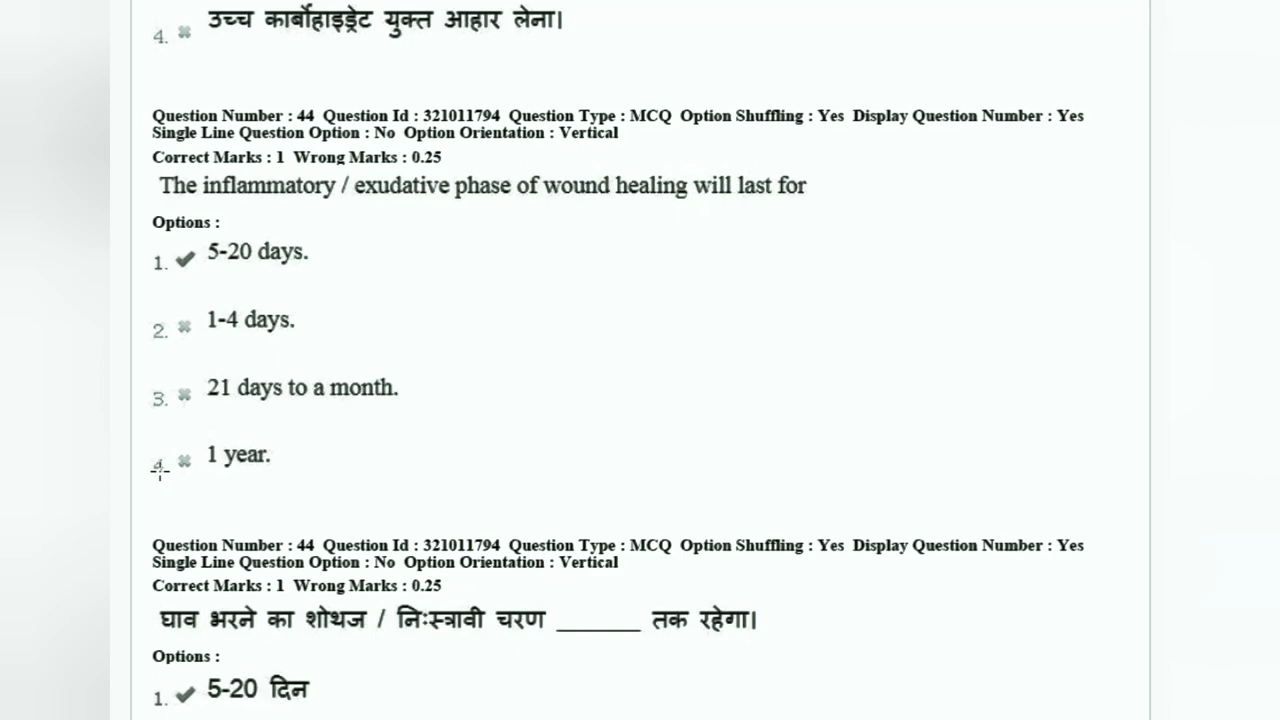 4. उच्च कार्बोहाइड्रेट युक्त आहार लेना।
Question Number : 44 Question Id : 321011794 Question Type : MCQ Option Shuffling : Yes Display Question Number : Yes
Single Line Question Option : No Option Orientation : Vertical
Correct Marks : 1 Wrong Marks : 0.25
The inflammatory / exudative phase of wound healing will last for
Options :
1. ✔ 5-20 days.
2. ✖ 1-4 days.
3. ✖ 21 days to a month.
4. ✖ 1 year.
Question Number : 44 Question Id : 321011794 Question Type : MCQ Option Shuffling : Yes Display Question Number : Yes
Single Line Question Option : No Option Orientation : Vertical
Correct Marks : 1 Wrong Marks : 0.25
घाव भरने का शोथज / निःस्त्रावी चरण _______ तक रहेगा।
Options :
1. ✔ 5-20 दिन